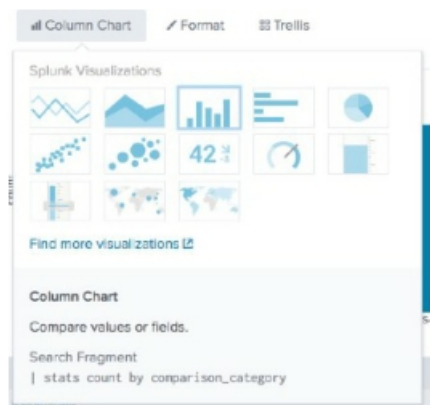 Column Chart Format Trellis
Splunk Visualizations
42
Find more visualizations
Column Chart
Compare values or fields.
Search Fragment
| stats count by comparison_category